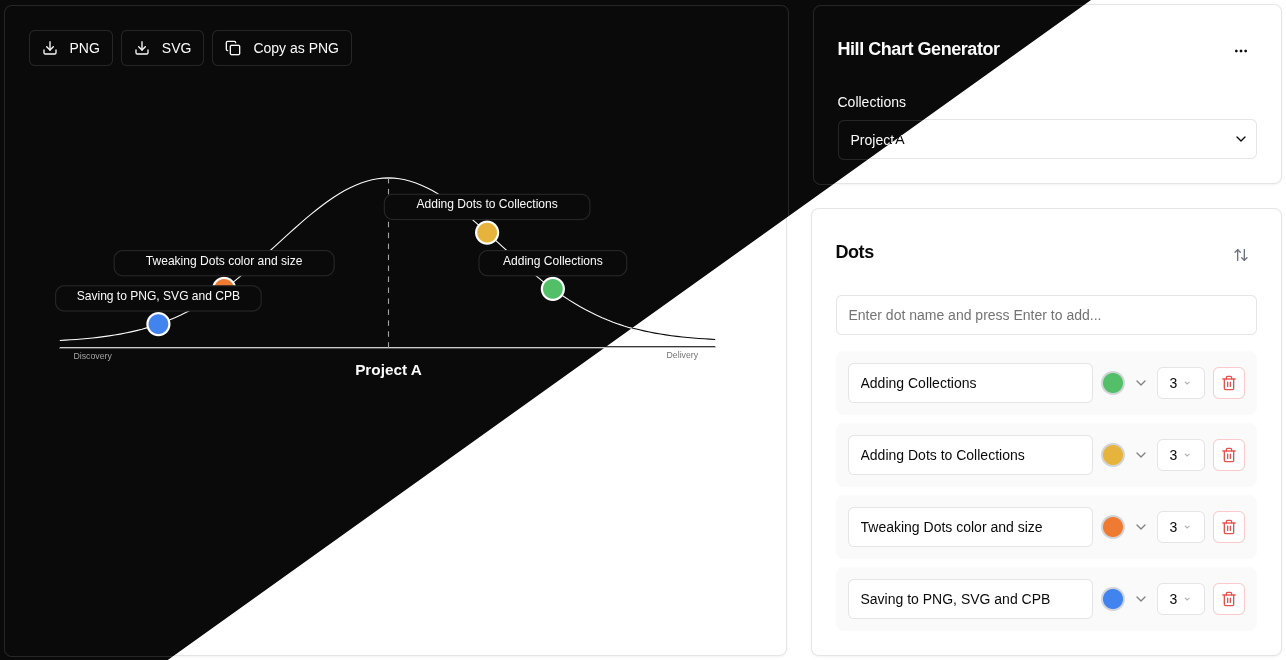 PNG
SVG
Copy as PNG
Adding Dots to Collections
Tweaking Dots color and size
Adding Collections
Saving to PNG, SVG and CPB
Discovery
Delivery
Project A
Hill Chart Generator
Collections
Project A
Dots
Enter dot name and press Enter to add...
Adding Collections
3
Adding Dots to Collections
3
Tweaking Dots color and size
3
Saving to PNG, SVG and CPB
3